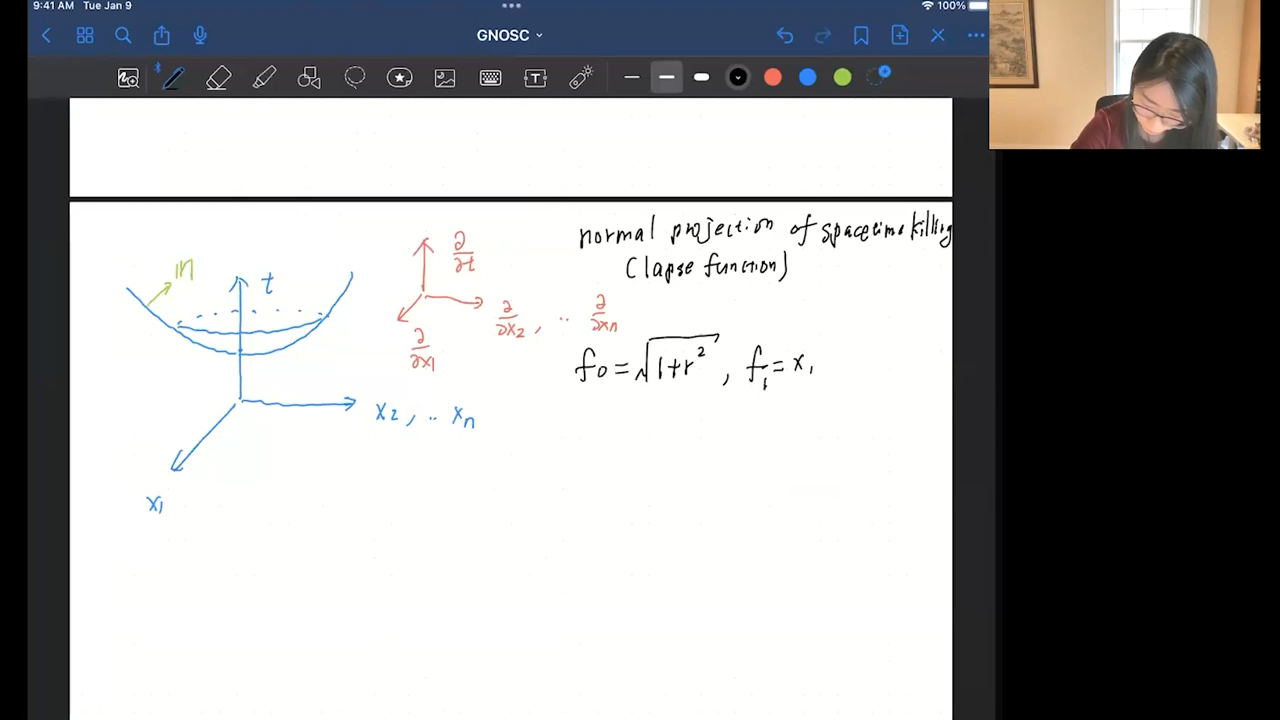 9:41 AM Tue Jan 9
100%
GNOSC
normal projection of spacetime killing
(lapse function)
∂/∂t
n
t
∂/∂x₂, .. ∂/∂xₙ
∂/∂x₁
f₀ = √(1+r²), f₁ = x₁
x₂, .. xₙ
x₁